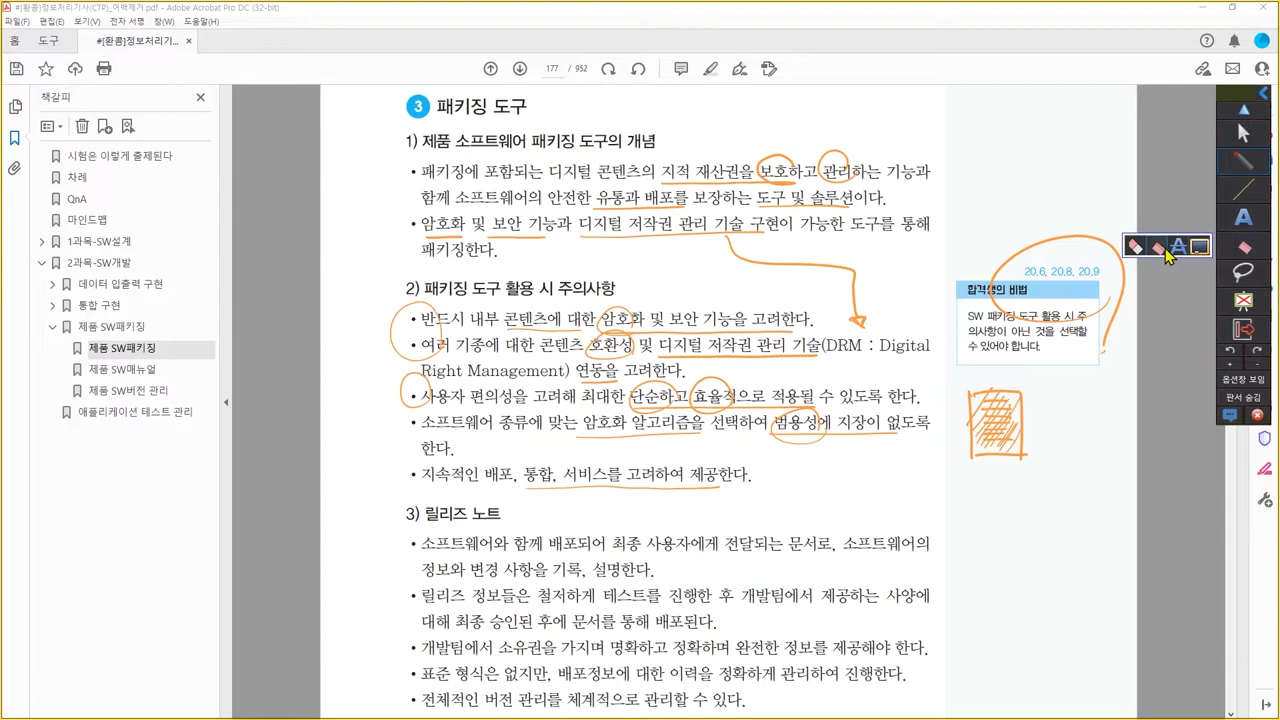 #[환콤]정보처리기사(CTP)_여백제거.pdf - Adobe Acrobat Pro DC (32-bit)
파일(F) 편집(E) 보기(V) 전자 서명 창(W) 도움말(H)
홈 도구 #[환콤]정보처리기... ×
177 / 952
책갈피
시험은 이렇게 출제된다
차례
QnA
마인드맵
1과목-SW설계
2과목-SW개발
데이터 입출력 구현
통합 구현
제품 SW패키징
제품 SW패키징
제품 SW매뉴얼
제품 SW버전 관리
애플리케이션 테스트 관리
3 패키징 도구
1) 제품 소프트웨어 패키징 도구의 개념
• 패키징에 포함되는 디지털 콘텐츠의 지적 재산권을 보호하고 관리하는 기능과
함께 소프트웨어의 안전한 유통과 배포를 보장하는 도구 및 솔루션이다.
• 암호화 및 보안 기능과 디지털 저작권 관리 기술 구현이 가능한 도구를 통해
패키징한다.
2) 패키징 도구 활용 시 주의사항
• 반드시 내부 콘텐츠에 대한 암호화 및 보안 기능을 고려한다.
• 여러 기종에 대한 콘텐츠 호환성 및 디지털 저작권 관리 기술(DRM : Digital
Right Management) 연동을 고려한다.
• 사용자 편의성을 고려해 최대한 단순하고 효율적으로 적용될 수 있도록 한다.
• 소프트웨어 종류에 맞는 암호화 알고리즘을 선택하여 범용성에 지장이 없도록
한다.
• 지속적인 배포, 통합, 서비스를 고려하여 제공한다.
3) 릴리즈 노트
• 소프트웨어와 함께 배포되어 최종 사용자에게 전달되는 문서로, 소프트웨어의
정보와 변경 사항을 기록, 설명한다.
• 릴리즈 정보들은 철저하게 테스트를 진행한 후 개발팀에서 제공하는 사양에
대해 최종 승인된 후에 문서를 통해 배포된다.
• 개발팀에서 소유권을 가지며 명확하고 정확하며 완전한 정보를 제공해야 한다.
• 표준 형식은 없지만, 배포정보에 대한 이력을 정확하게 관리하여 진행한다.
• 전체적인 버전 관리를 체계적으로 관리할 수 있다.
20.6, 20.8, 20.9
합격생의 비법
SW 패키징 도구 활용 시 주
의사항이 아닌 것을 선택할
수 있어야 합니다.
옵션창 보임
판서 숨김